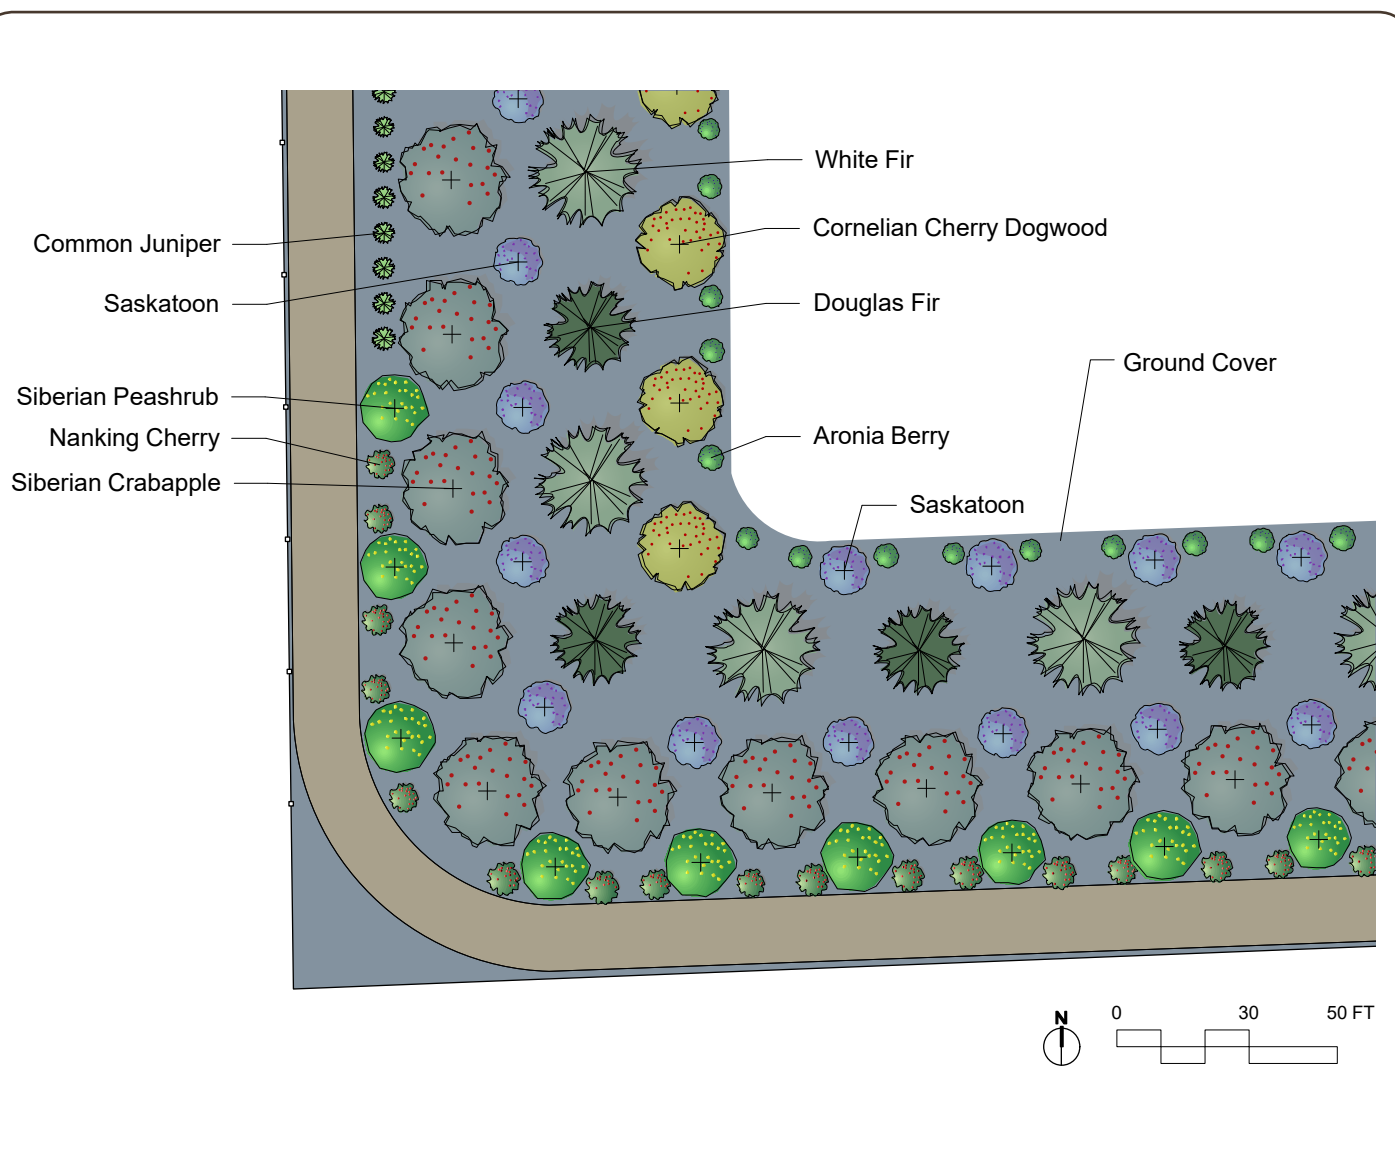 White Fir
Cornelian Cherry Dogwood
Common Juniper
Saskatoon
Douglas Fir
Ground Cover
Siberian Peashrub
Nanking Cherry
Aronia Berry
Siberian Crabapple
Saskatoon
N
0 30 50 FT